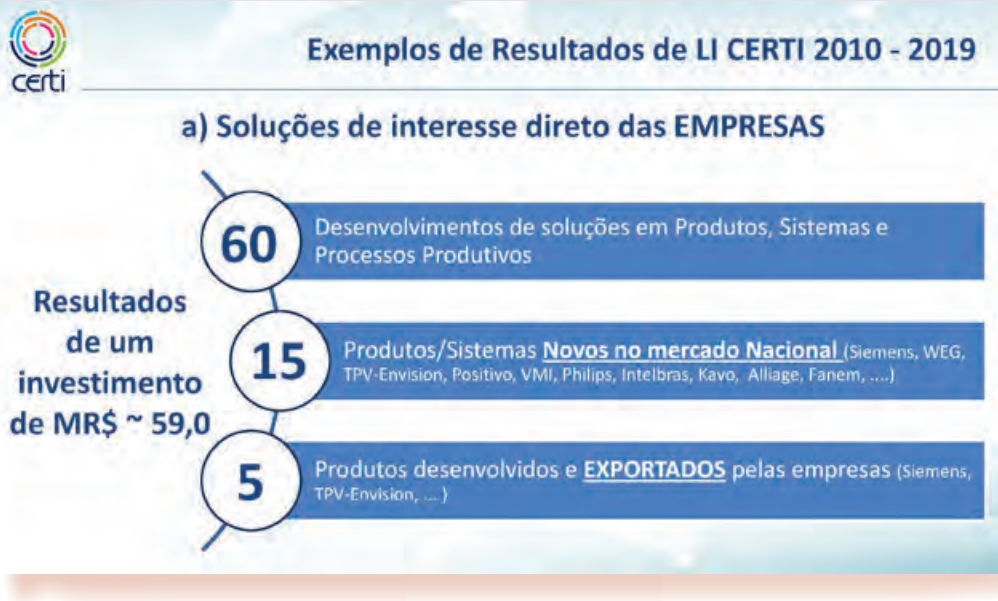 certi
Exemplos de Resultados de LI CERTI 2010 - 2019
a) Soluções de interesse direto das EMPRESAS
Resultados
de um
investimento
de MR$ ~ 59,0
60
Desenvolvimentos de soluções em Produtos, Sistemas e
Processos Produtivos
15
Produtos/Sistemas Novos no mercado Nacional (Siemens, WEG,
TPV-Envision, Positivo, VMI, Philips, Intelbras, Kavo, Alliage, Fanem, ....)
5
Produtos desenvolvidos e EXPORTADOS pelas empresas (Siemens,
TPV-Envision, ... )